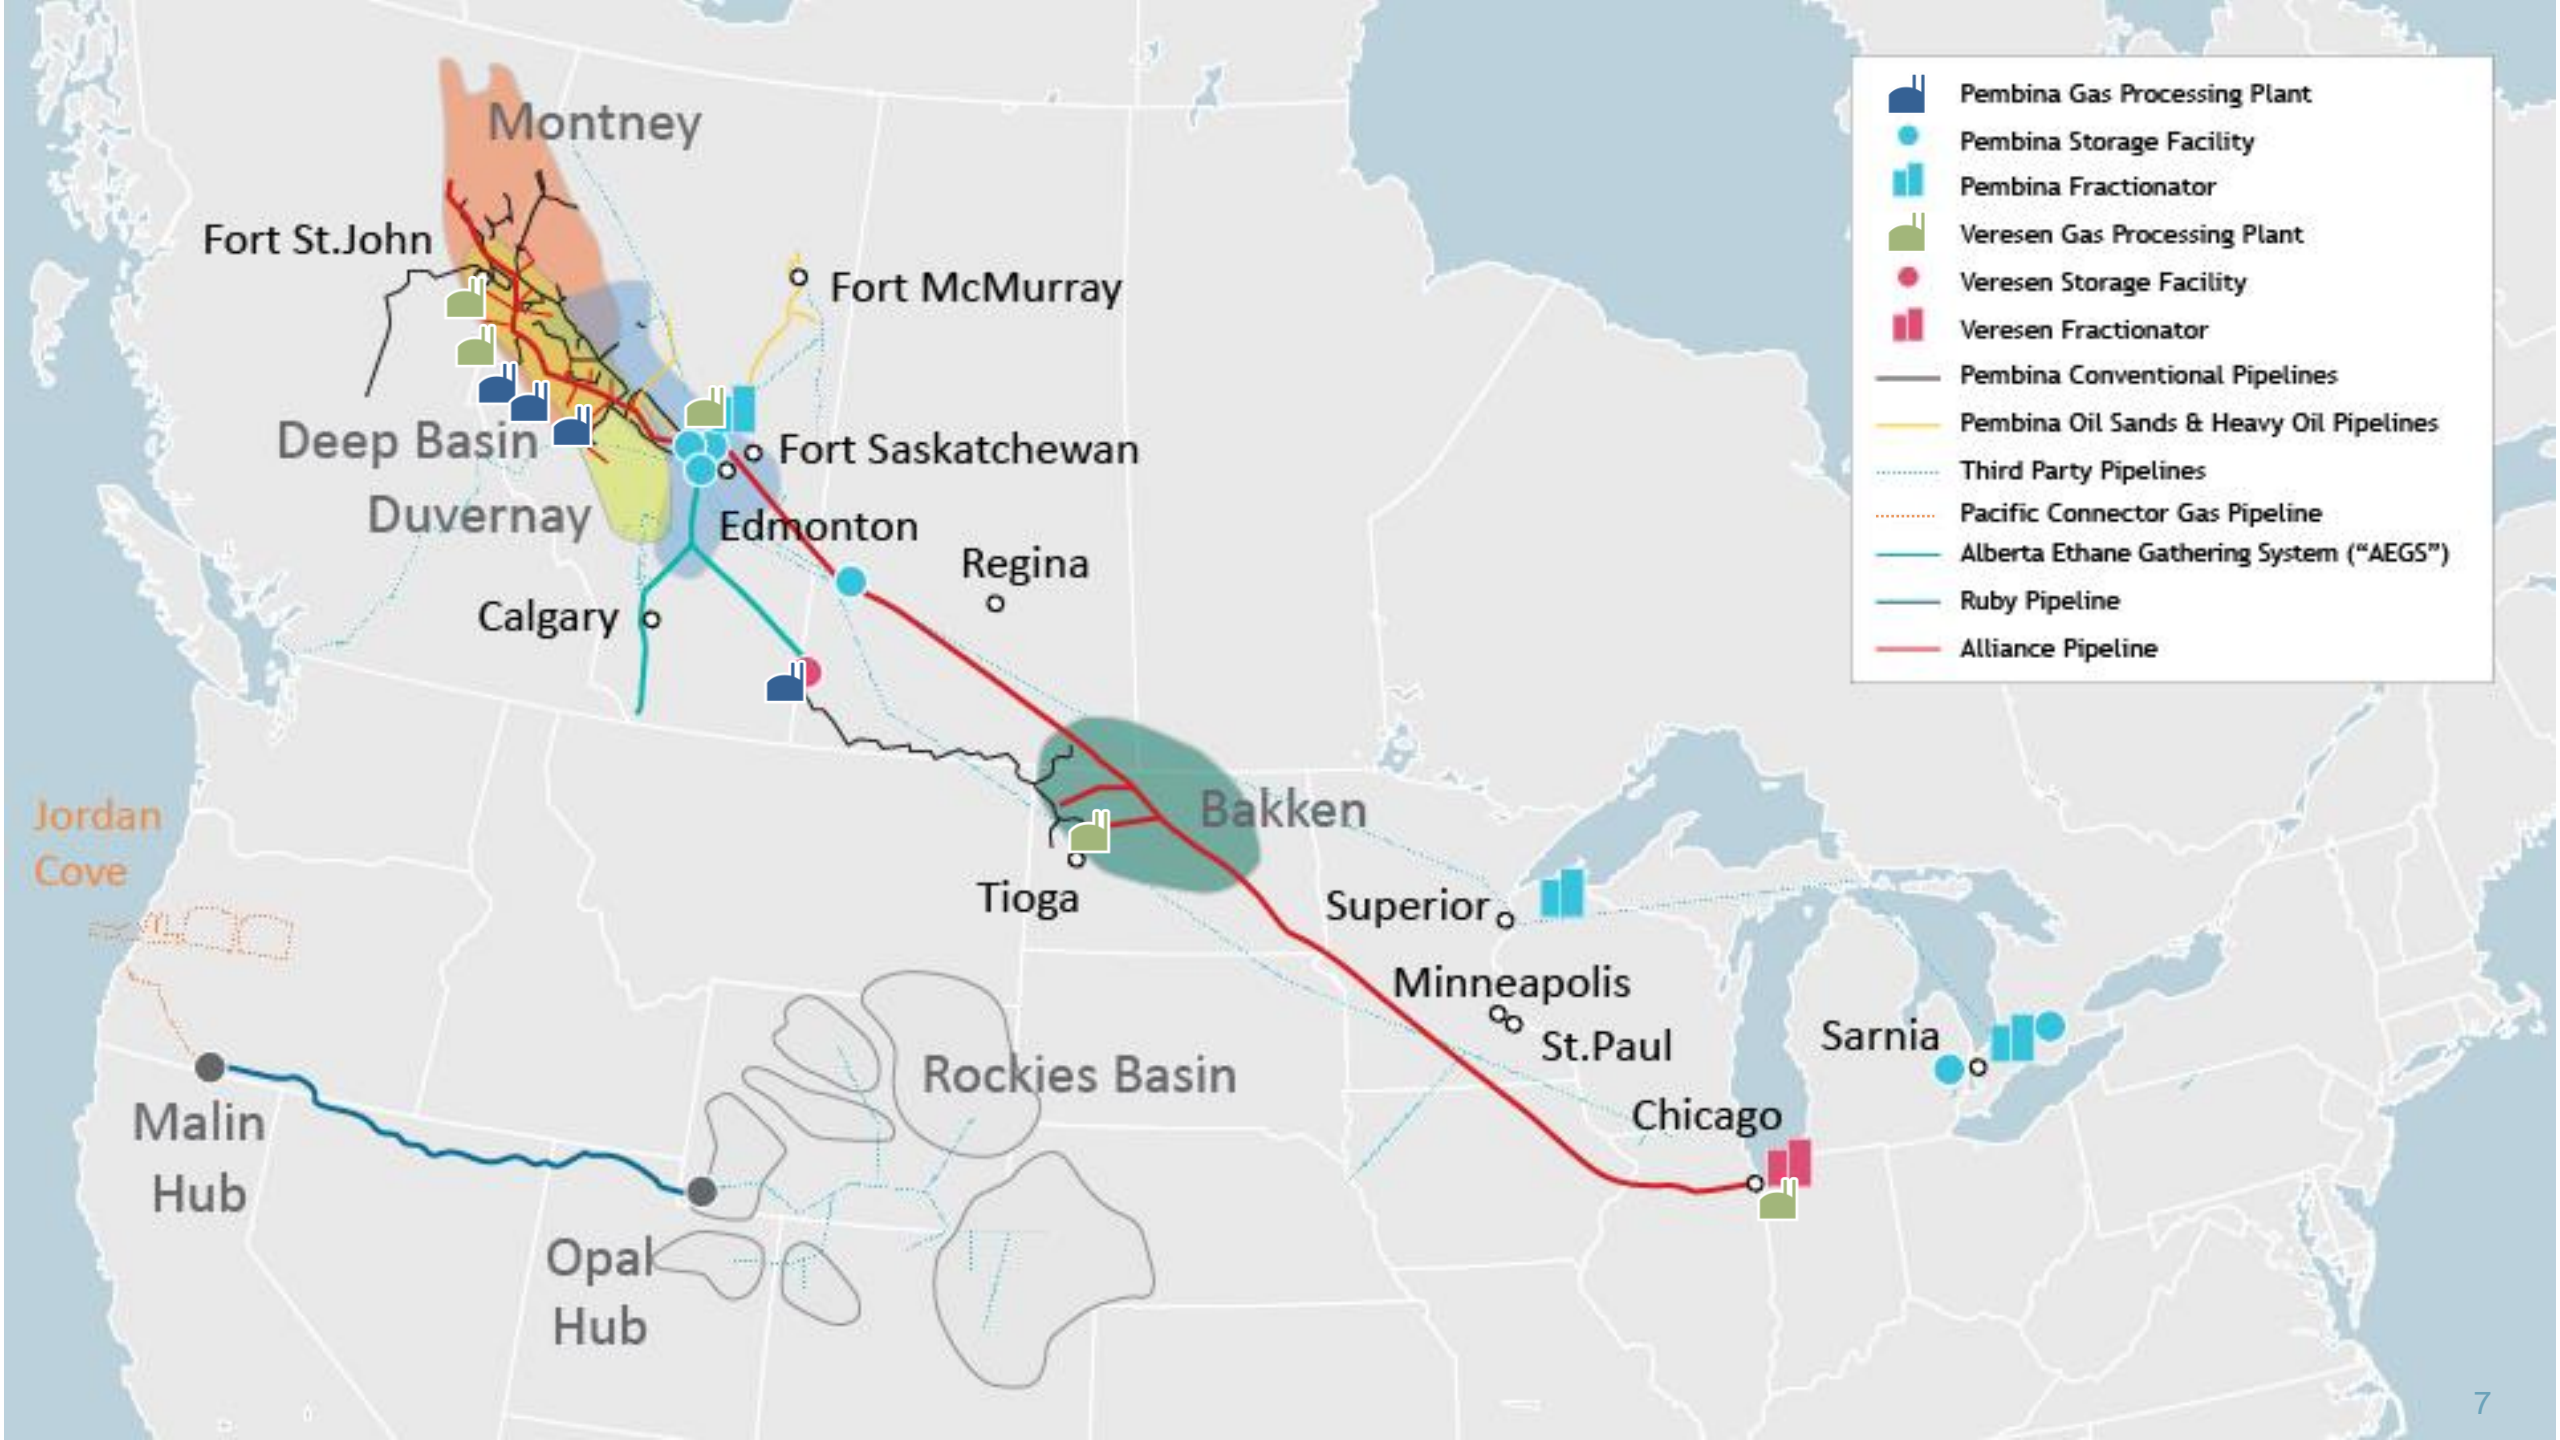 Montney
Fort St.John
Fort McMurray
Deep Basin
Fort Saskatchewan
Duvernay
Edmonton
Regina
Calgary
Jordan
Cove
Bakken
Tioga
Superior
Minneapolis
St.Paul
Sarnia
Rockies Basin
Chicago
Malin
Hub
Opal
Hub
Pembina Gas Processing Plant
Pembina Storage Facility
Pembina Fractionator
Veresen Gas Processing Plant
Veresen Storage Facility
Veresen Fractionator
Pembina Conventional Pipelines
Pembina Oil Sands & Heavy Oil Pipelines
Third Party Pipelines
Pacific Connector Gas Pipeline
Alberta Ethane Gathering System (“AEGS”)
Ruby Pipeline
Alliance Pipeline
7